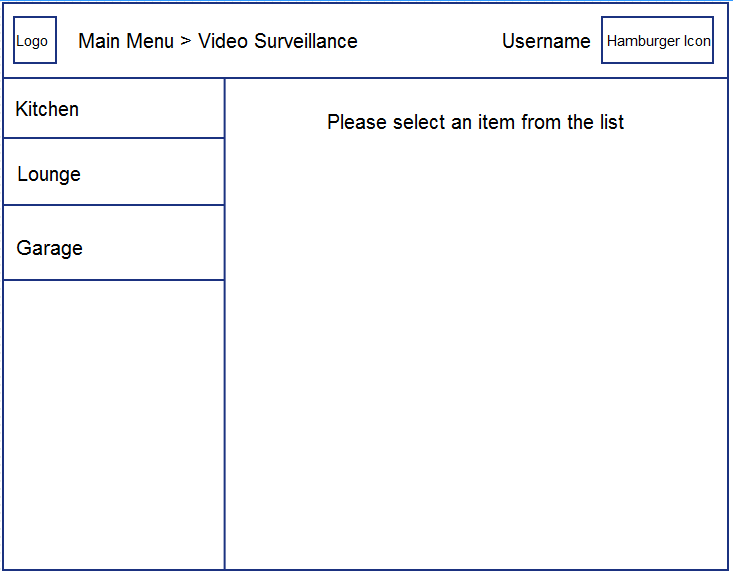 Logo
Main Menu > Video Surveillance
Username
Hamburger Icon
Kitchen
Lounge
Garage
Please select an item from the list